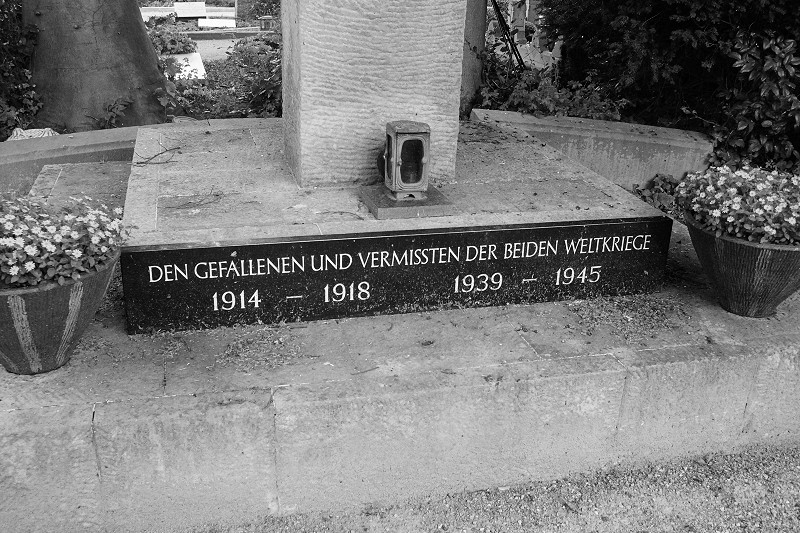 DEN GEFALLENEN UND VERMISSTEN DER BEIDEN WELTKRIEGE
1914 – 1918 1939 – 1945